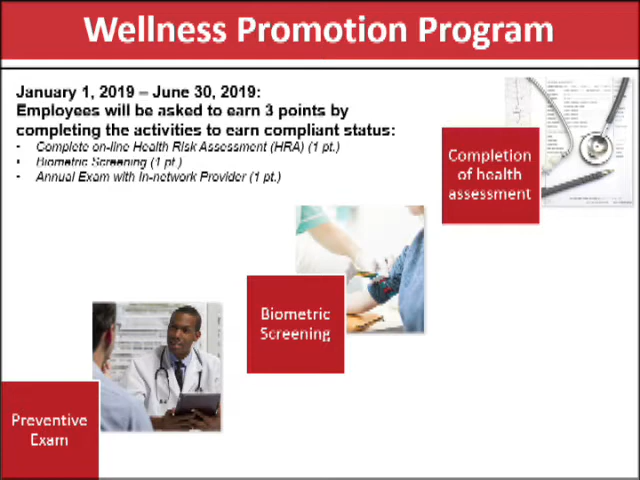 Wellness Promotion Program
January 1, 2019 – June 30, 2019:
Employees will be asked to earn 3 points by
completing the activities to earn compliant status:
• Complete on-line Health Risk Assessment (HRA) (1 pt.)
• Biometric Screening (1 pt.)
• Annual Exam with In-network Provider (1 pt.)
Completion
of health
assessment
Biometric
Screening
Preventive
Exam